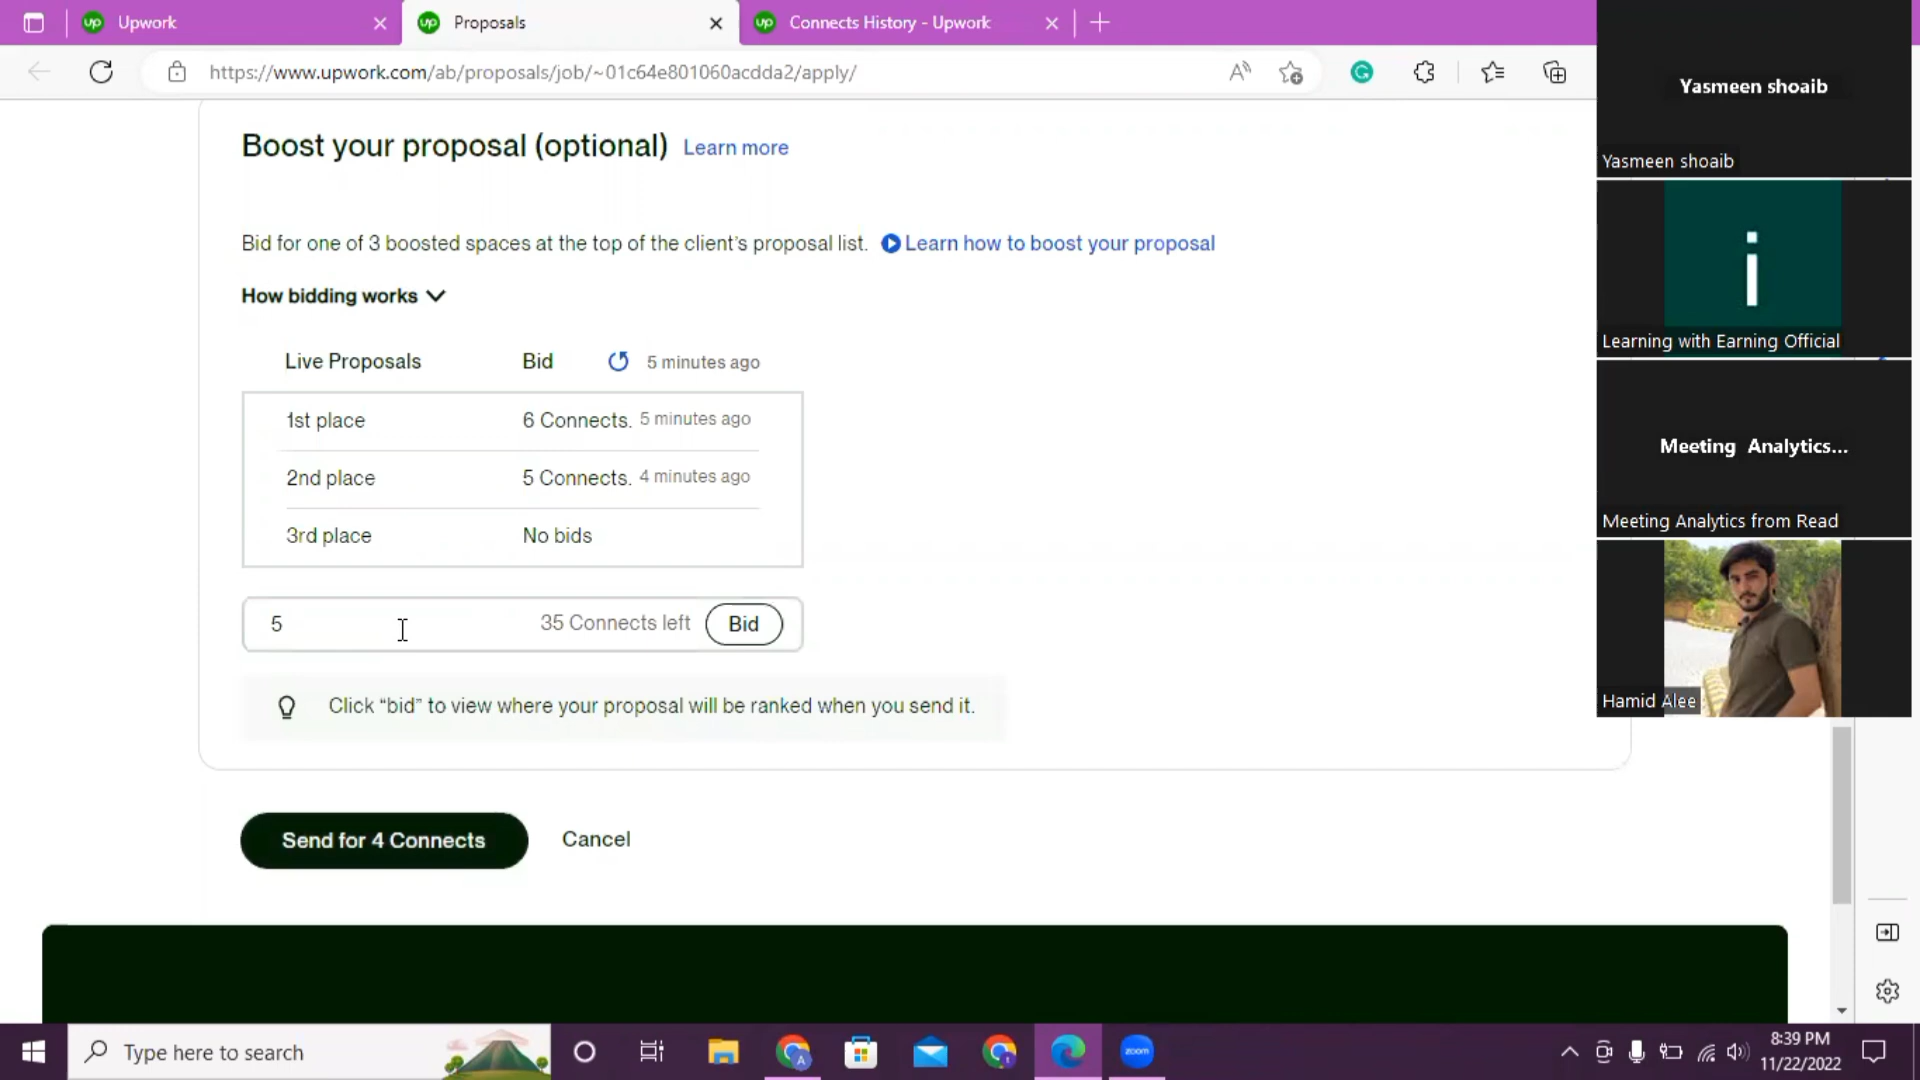 Upwork
Proposals
Connects History - Upwork
https://www.upwork.com/ab/proposals/job/~01c64e801060acdda2/apply/
Boost your proposal (optional) Learn more
Bid for one of 3 boosted spaces at the top of the client's proposal list. Learn how to boost your proposal
How bidding works
Live Proposals Bid 5 minutes ago
1st place 6 Connects. 5 minutes ago
2nd place 5 Connects. 4 minutes ago
3rd place No bids
5 35 Connects left Bid
Click “bid” to view where your proposal will be ranked when you send it.
Send for 4 Connects Cancel
Yasmeen shoaib
Yasmeen shoaib
i
Learning with Earning Official
Meeting Analytics...
Meeting Analytics from Read
Hamid Alee
Type here to search
zoom
8:39 PM
11/22/2022